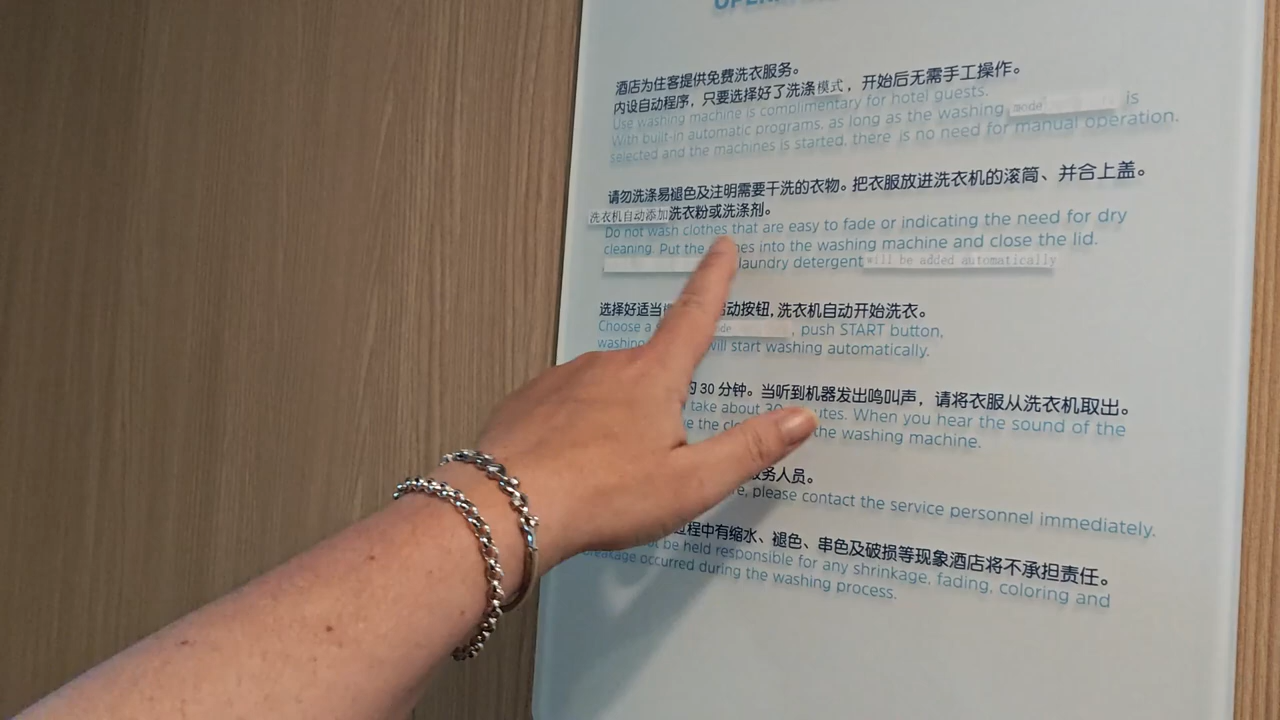 酒店为住客提供免费洗衣服务。
内设自动程序，只要选择好了洗涤模式，开始后无需手工操作。
Use washing machine is complimentary for hotel guests.
With built-in automatic programs, as long as the washing mode is
selected and the machines is started, there is no need for manual operation.
请勿洗涤易褪色及注明需要干洗的衣物。把衣服放进洗衣机的滚筒、并合上盖。
洗衣机自动添加洗衣粉或洗涤剂。
Do not wash clothes that are easy to fade or indicating the need for dry
cleaning. Put the into the washing machine and close the lid.
laundry detergent will be added automatically
选择好适当 动按钮,洗衣机自动开始洗衣。
Choose a , push START button,
will start washing automatically.
30 分钟。当听到机器发出鸣叫声，请将衣服从洗衣机取出。
take about 30 When you hear the sound of the
the the washing machine.
务人员。
please contact the service personnel immediately.
过程中有缩水、褪色、串色及破损等现象酒店将不承担责任。
be held responsible for any shrinkage, fading, coloring and
occurred during the washing process.